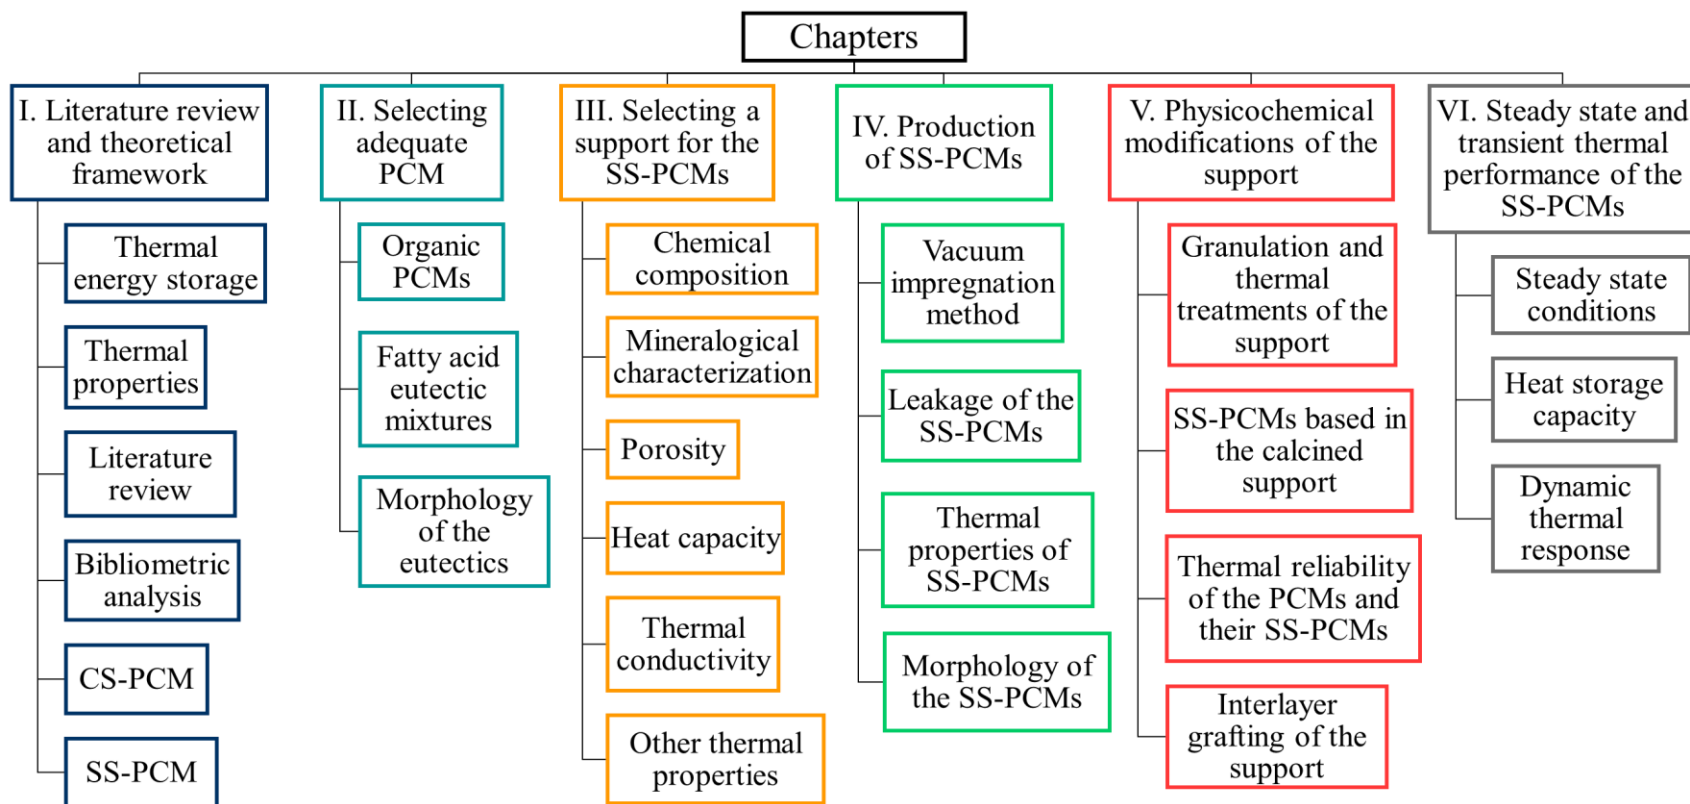 Chapters
I. Literature review
and theoretical
framework
Thermal
energy storage
Thermal
properties
Literature
review
Bibliometric
analysis
CS-PCM
SS-PCM
II. Selecting
adequate
PCM
Organic
PCMs
Fatty acid
eutectic
mixtures
Morphology
of the
eutectics
III. Selecting a
support for the
SS-PCMs
Chemical
composition
Mineralogical
characterization
Porosity
Heat capacity
Thermal
conductivity
Other thermal
properties
IV. Production
of SS-PCMs
Vacuum
impregnation
method
Leakage of the
SS-PCMs
Thermal
properties of
SS-PCMs
Morphology of
the SS-PCMs
V. Physicochemical
modifications of the
support
Granulation and
thermal
treatments of the
support
SS-PCMs based in
the calcined
support
Thermal reliability
of the PCMs and
their SS-PCMs
Interlayer
grafting of the
support
VI. Steady state and
transient thermal
performance of the
SS-PCMs
Steady state
conditions
Heat storage
capacity
Dynamic
thermal
response